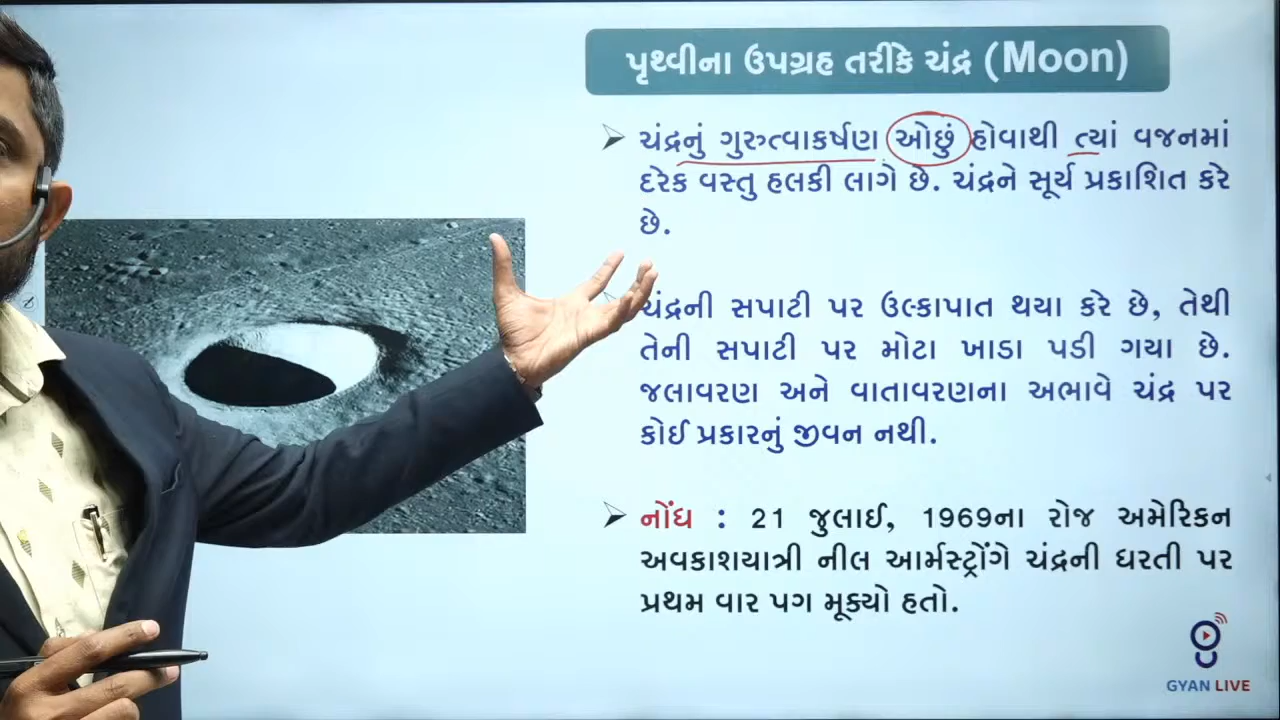 પૃથ્વીના ઉપગ્રહ તરીકે ચંદ્ર (Moon)
ચંદ્રનું ગુરુત્વાકર્ષણ ઓછું હોવાથી ત્યાં વજનમાં
દરેક વસ્તુ હલકી લાગે છે. ચંદ્રને સૂર્ય પ્રકાશિત કરે
છે.
ચંદ્રની સપાટી પર ઉલ્કાપાત થયા કરે છે, તેથી
તેની સપાટી પર મોટા ખાડા પડી ગયા છે.
જલાવરણ અને વાતાવરણના અભાવે ચંદ્ર પર
કોઈ પ્રકારનું જીવન નથી.
નોંધ : 21 જુલાઈ, 1969ના રોજ અમેરિકન
અવકાશયાત્રી નીલ આર્મસ્ટ્રોંગે ચંદ્રની ધરતી પર
પ્રથમ વાર પગ મૂક્યો હતો.
GYAN LIVE